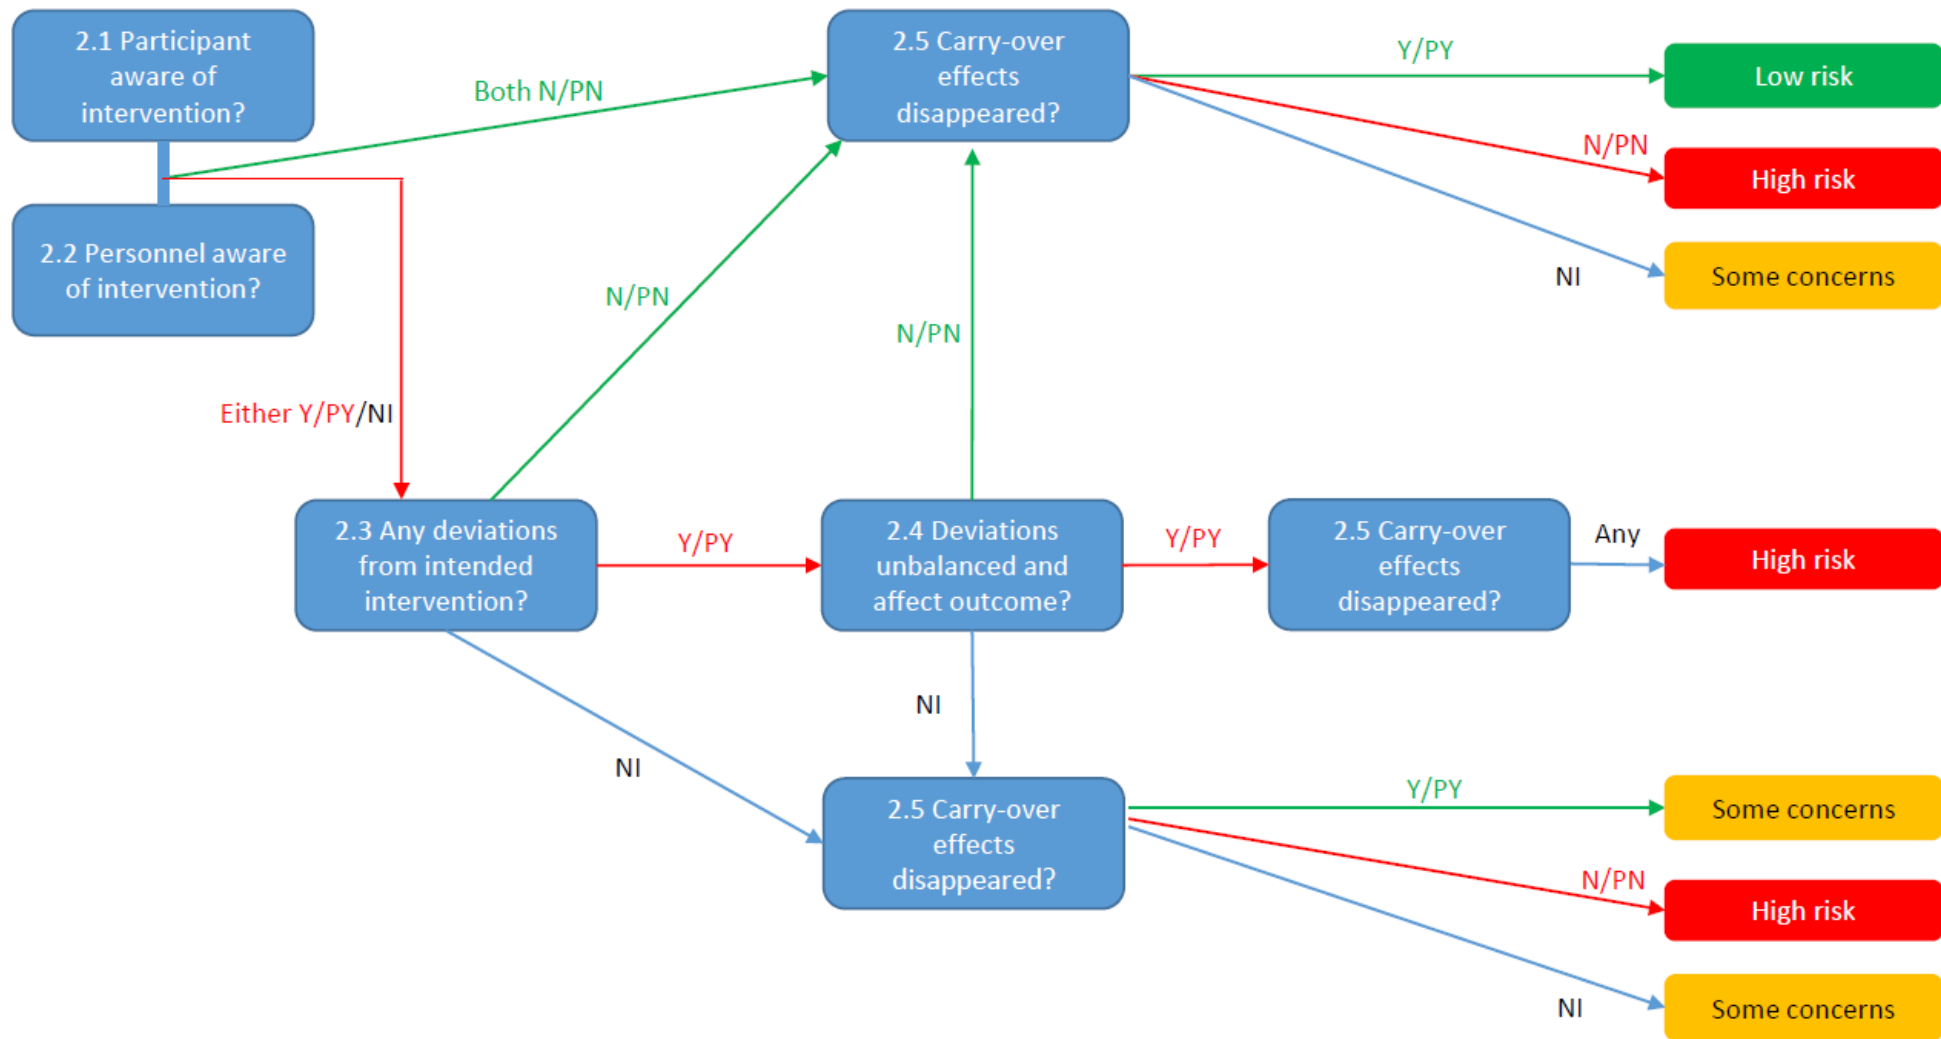 2.1 Participant
aware of
intervention?
2.2 Personnel aware
of intervention?
Both N/PN
Either Y/PY/NI
2.5 Carry-over
effects
disappeared?
Y/PY
Low risk
N/PN
High risk
NI
Some concerns
N/PN
N/PN
2.3 Any deviations
from intended
intervention?
Y/PY
2.4 Deviations
unbalanced and
affect outcome?
Y/PY
2.5 Carry-over
effects
disappeared?
Any
High risk
NI
NI
2.5 Carry-over
effects
disappeared?
Y/PY
Some concerns
N/PN
High risk
NI
Some concerns